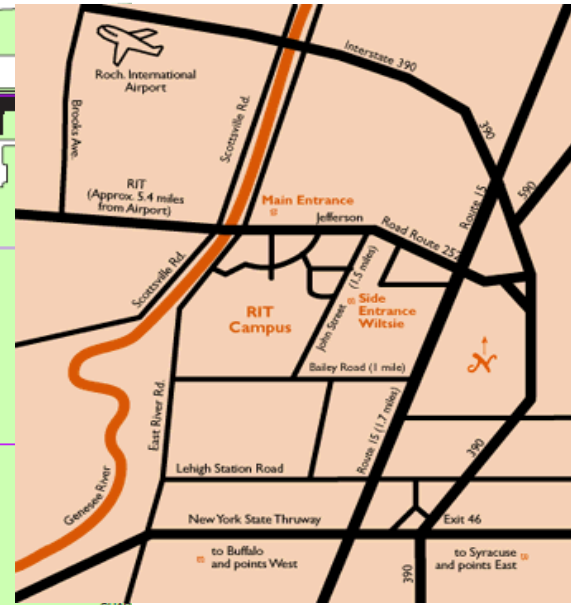 Interstate 390
Roch. International
Airport
Scottsville Rd.
Brooks Ave.
390
RIT
(Approx. 5.4 miles
from Airport)
Main Entrance
Jefferson
Route 15
590
Road Route 252
Scottsville Rd.
John Street (1.5 miles)
Side
Entrance
Wiltsie
RIT
Campus
N
Bailey Road (1 mile)
East River Rd.
Route 15 (1.7 miles)
390
Lehigh Station Road
Genesee River
New York State Thruway
Exit 46
to Buffalo
and points West
to Syracuse
and points East
390